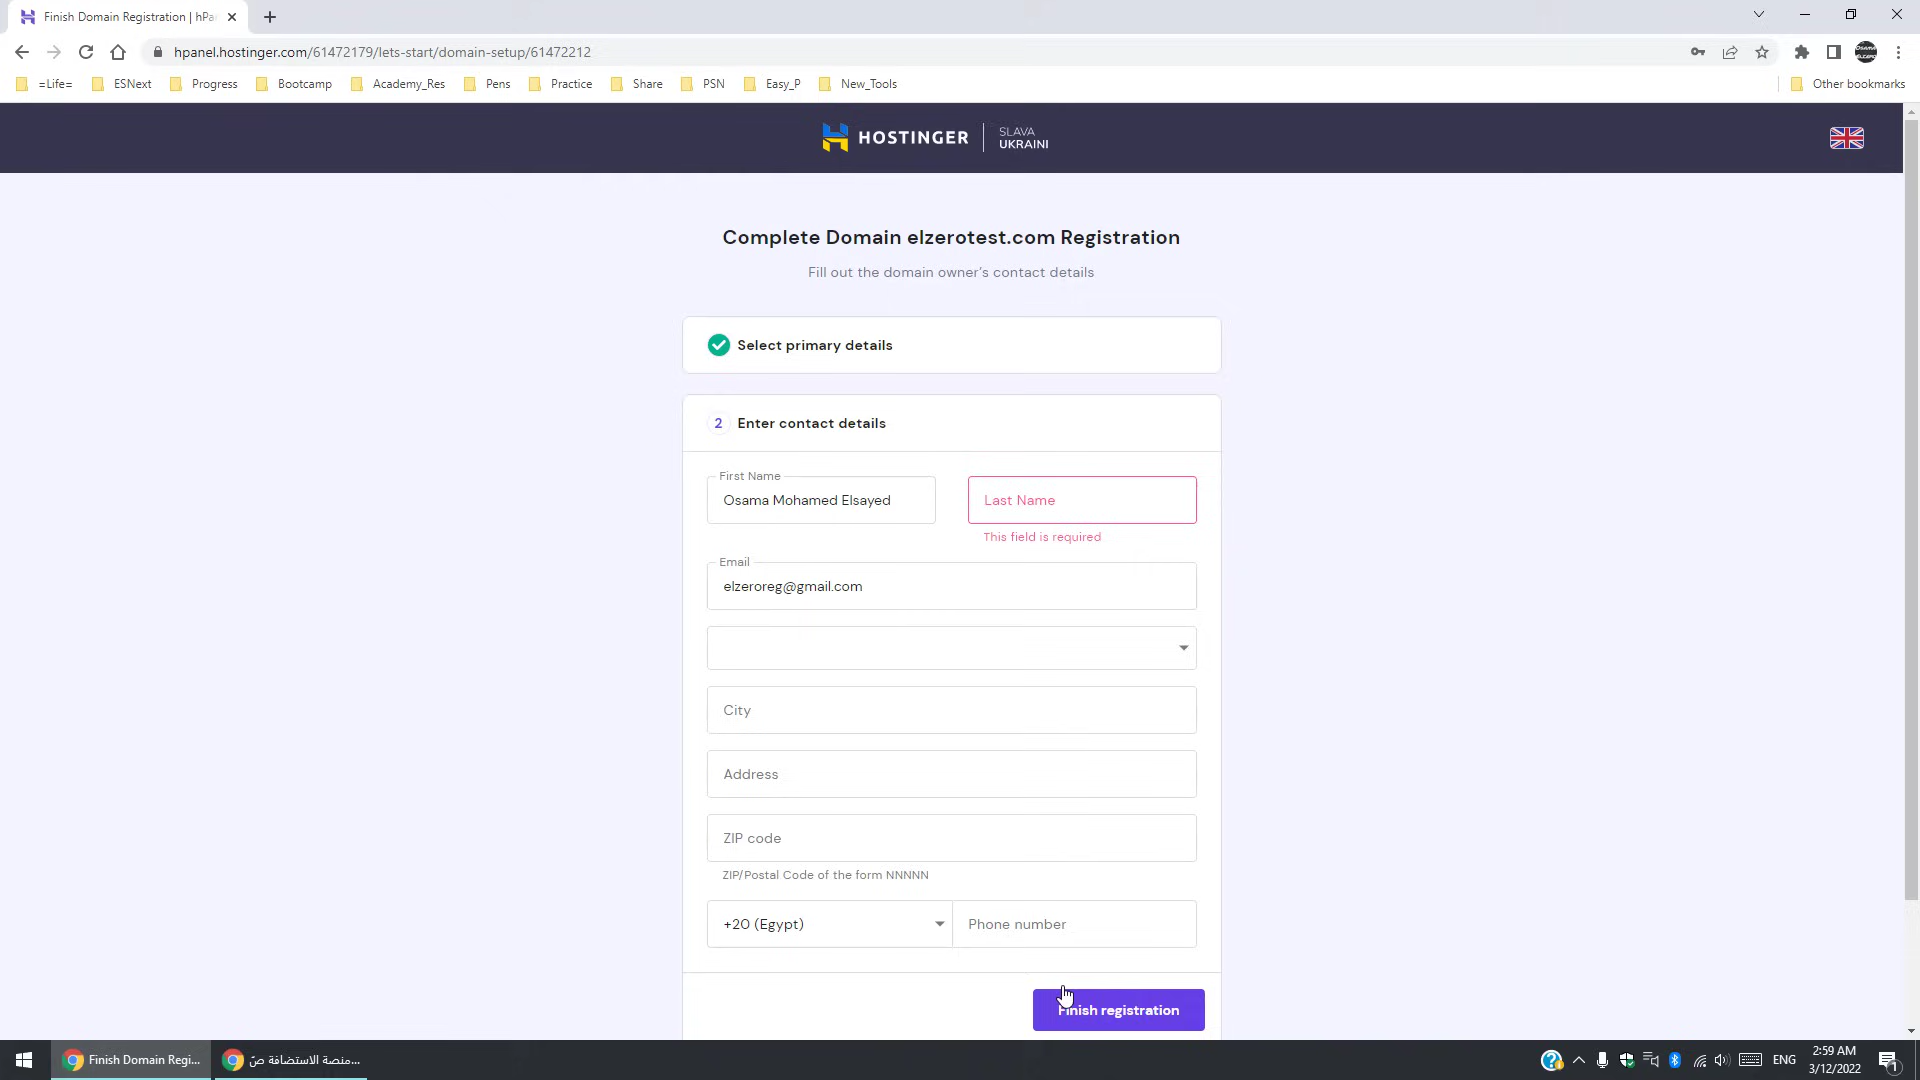 Finish Domain Registration | hPa
hpanel.hostinger.com/61472179/lets-start/domain-setup/61472212
=Life=
ESNext
Progress
Bootcamp
Academy_Res
Pens
Practice
Share
PSN
Easy_P
New_Tools
Other bookmarks
HOSTINGER
SLAVA
UKRAINI
Complete Domain elzerotest.com Registration
Fill out the domain owner's contact details
Select primary details
2 Enter contact details
First Name
Osama Mohamed Elsayed
Last Name
This field is required
Email
elzeroreg@gmail.com
City
Address
ZIP code
ZIP/Postal Code of the form NNNNN
+20 (Egypt)
Phone number
Finish registration
Finish Domain Regi...
منصة الاستضافة صّ...
ENG
2:59 AM
3/12/2022
1